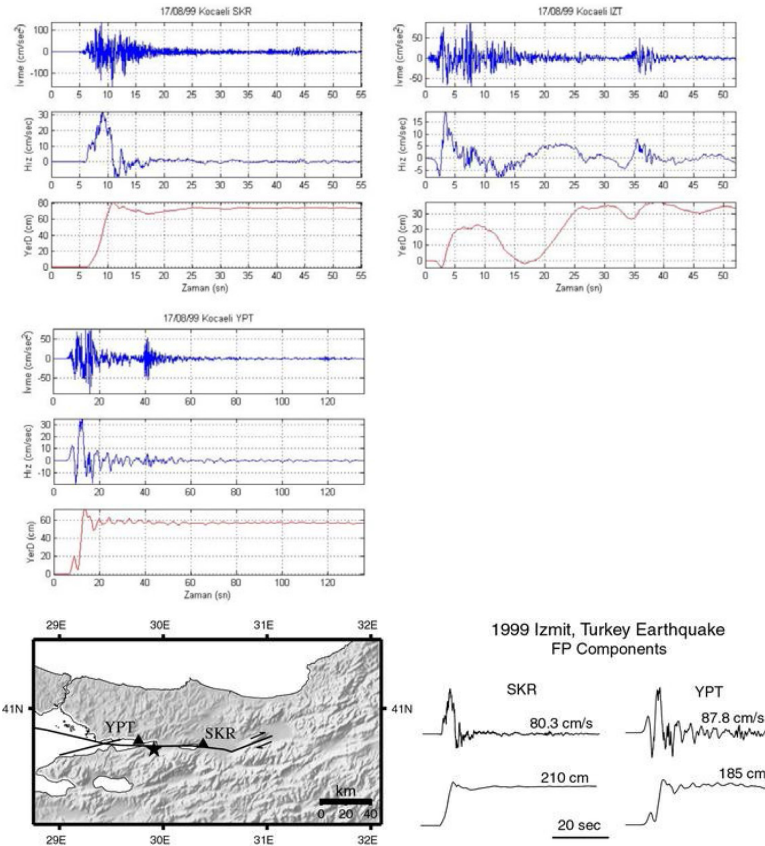 17/08/99 Kocaeli SKR
İvme (cm/sec²)
100
0
-100
0 5 10 15 20 25 30 35 40 45 50 55
Hız (cm/sec)
30
20
10
0
0 5 10 15 20 25 30 35 40 45 50 55
YerD (cm)
80
60
40
20
0
0 5 10 15 20 25 30 35 40 45 50 55
Zaman (sn)
17/08/99 Kocaeli IZT
İvme (cm/sec²)
50
0
-50
0 5 10 15 20 25 30 35 40 45 50
Hız (cm/sec)
15
10
5
0
-5
0 5 10 15 20 25 30 35 40 45 50
YerD (cm)
30
20
10
0
0 5 10 15 20 25 30 35 40 45 50
Zaman (sn)
17/08/99 Kocaeli YPT
İvme (cm/sec²)
50
0
-50
0 20 40 60 80 100 120
Hız (cm/sec)
30
20
10
0
-10
0 20 40 60 80 100 120
YerD (cm)
60
40
20
0
0 20 40 60 80 100 120
Zaman (sn)
29E 30E 31E 32E
41N 41N
YPT
SKR
km
0 20 40
29E 30E 31E 32E
1999 Izmit, Turkey Earthquake
FP Components
SKR YPT
80.3 cm/s 87.8 cm/s
210 cm 185 cm
20 sec